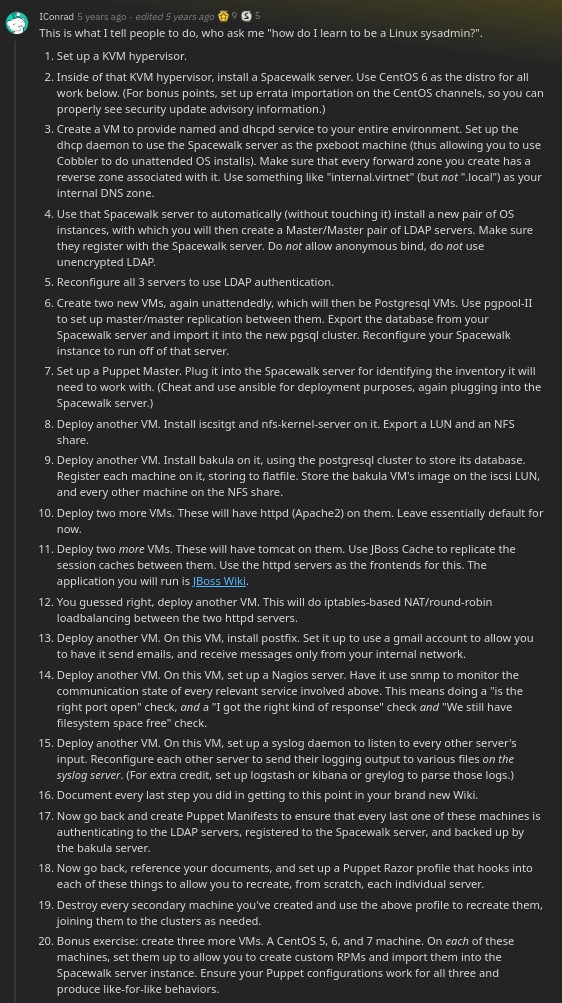 IConrad 5 years ago · edited 5 years ago 9 S 5
This is what I tell people to do, who ask me "how do I learn to be a Linux sysadmin?".
1. Set up a KVM hypervisor.
2. Inside of that KVM hypervisor, install a Spacewalk server. Use CentOS 6 as the distro for all
work below. (For bonus points, set up errata importation on the CentOS channels, so you can
properly see security update advisory information.)
3. Create a VM to provide named and dhcpd service to your entire environment. Set up the
dhcp daemon to use the Spacewalk server as the pxeboot machine (thus allowing you to use
Cobbler to do unattended OS installs). Make sure that every forward zone you create has a
reverse zone associated with it. Use something like "internal.virtnet" (but not ".local") as your
internal DNS zone.
4. Use that Spacewalk server to automatically (without touching it) install a new pair of OS
instances, with which you will then create a Master/Master pair of LDAP servers. Make sure
they register with the Spacewalk server. Do not allow anonymous bind, do not use
unencrypted LDAP.
5. Reconfigure all 3 servers to use LDAP authentication.
6. Create two new VMs, again unattendedly, which will then be Postgresql VMs. Use pgpool-II
to set up master/master replication between them. Export the database from your
Spacewalk server and import it into the new pgsql cluster. Reconfigure your Spacewalk
instance to run off of that server.
7. Set up a Puppet Master. Plug it into the Spacewalk server for identifying the inventory it will
need to work with. (Cheat and use ansible for deployment purposes, again plugging into the
Spacewalk server.)
8. Deploy another VM. Install iscsitgt and nfs-kernel-server on it. Export a LUN and an NFS
share.
9. Deploy another VM. Install bakula on it, using the postgresql cluster to store its database.
Register each machine on it, storing to flatfile. Store the bakula VM's image on the iscsi LUN,
and every other machine on the NFS share.
10. Deploy two more VMs. These will have httpd (Apache2) on them. Leave essentially default for
now.
11. Deploy two more VMs. These will have tomcat on them. Use JBoss Cache to replicate the
session caches between them. Use the httpd servers as the frontends for this. The
application you will run is JBoss Wiki.
12. You guessed right, deploy another VM. This will do iptables-based NAT/round-robin
loadbalancing between the two httpd servers.
13. Deploy another VM. On this VM, install postfix. Set it up to use a gmail account to allow you
to have it send emails, and receive messages only from your internal network.
14. Deploy another VM. On this VM, set up a Nagios server. Have it use snmp to monitor the
communication state of every relevant service involved above. This means doing a "is the
right port open" check, and a "I got the right kind of response" check and "We still have
filesystem space free" check.
15. Deploy another VM. On this VM, set up a syslog daemon to listen to every other server's
input. Reconfigure each other server to send their logging output to various files on the
syslog server. (For extra credit, set up logstash or kibana or greylog to parse those logs.)
16. Document every last step you did in getting to this point in your brand new Wiki.
17. Now go back and create Puppet Manifests to ensure that every last one of these machines is
authenticating to the LDAP servers, registered to the Spacewalk server, and backed up by
the bakula server.
18. Now go back, reference your documents, and set up a Puppet Razor profile that hooks into
each of these things to allow you to recreate, from scratch, each individual server.
19. Destroy every secondary machine you've created and use the above profile to recreate them,
joining them to the clusters as needed.
20. Bonus exercise: create three more VMs. A CentOS 5, 6, and 7 machine. On each of these
machines, set them up to allow you to create custom RPMs and import them into the
Spacewalk server instance. Ensure your Puppet configurations work for all three and
produce like-for-like behaviors.